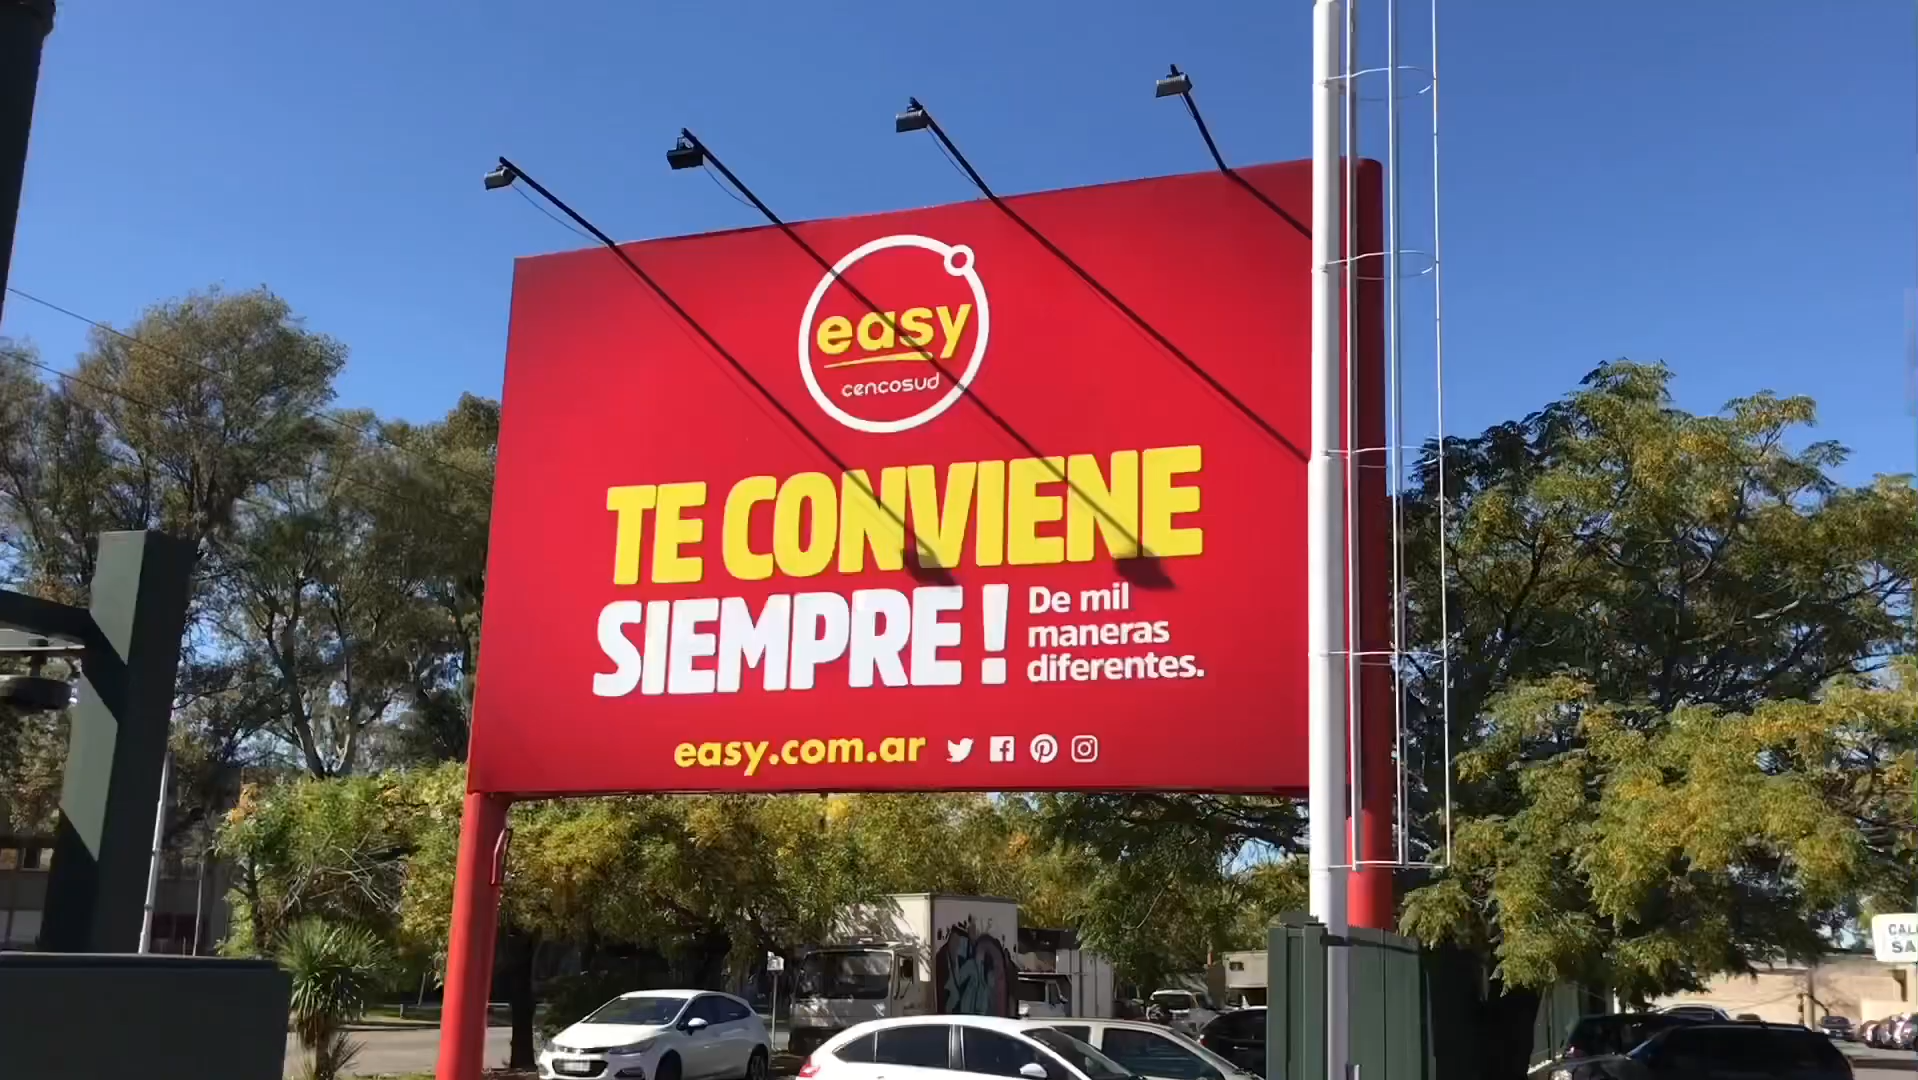 easy
cencosud
TE CONVIENE
SIEMPRE!
De mil
maneras
diferentes.
easy.com.ar